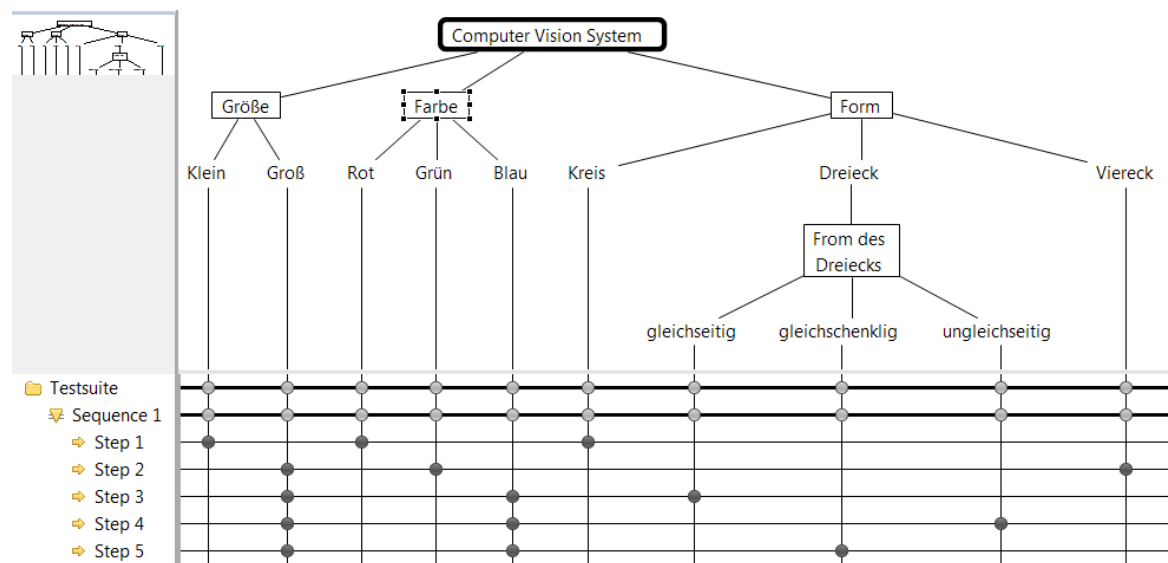 Computer Vision System
Größe
Farbe
Form
Klein
Groß
Rot
Grün
Blau
Kreis
Dreieck
Viereck
From des
Dreiecks
gleichseitig
gleichschenklig
ungleichseitig
Testsuite
Sequence 1
Step 1
Step 2
Step 3
Step 4
Step 5